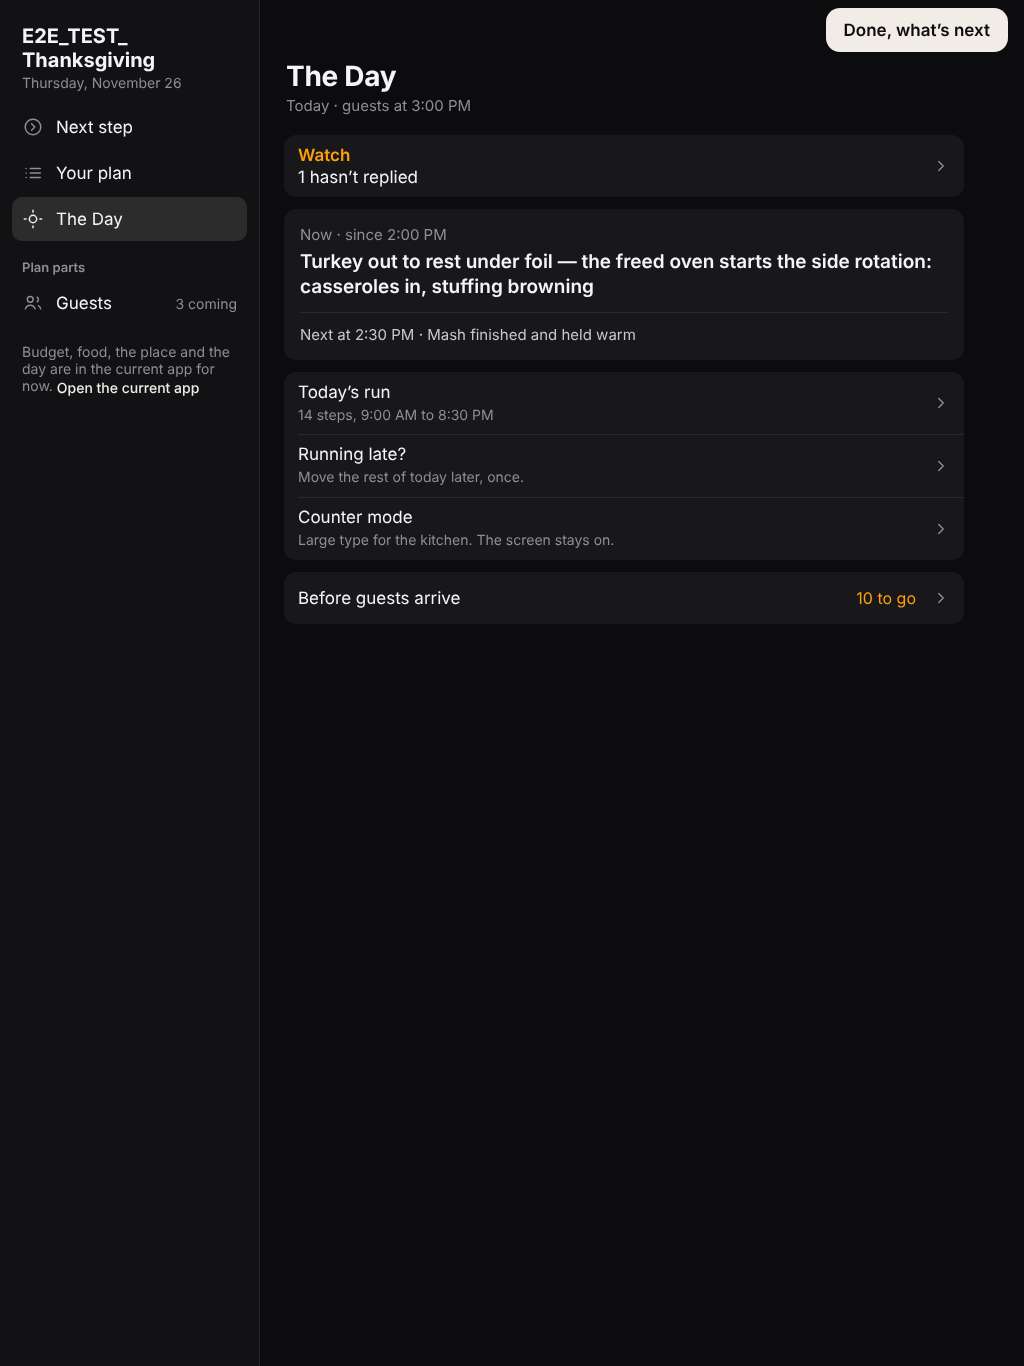 E2E_TEST_
Thanksgiving
Thursday, November 26
Next step
Your plan
The Day
Plan parts
Guests 3 coming
Budget, food, the place and the
day are in the current app for
now. Open the current app
Done, what’s next
The Day
Today · guests at 3:00 PM
Watch
1 hasn’t replied
Now · since 2:00 PM
Turkey out to rest under foil — the freed oven starts the side rotation:
casseroles in, stuffing browning
Next at 2:30 PM · Mash finished and held warm
Today’s run
14 steps, 9:00 AM to 8:30 PM
Running late?
Move the rest of today later, once.
Counter mode
Large type for the kitchen. The screen stays on.
Before guests arrive 10 to go